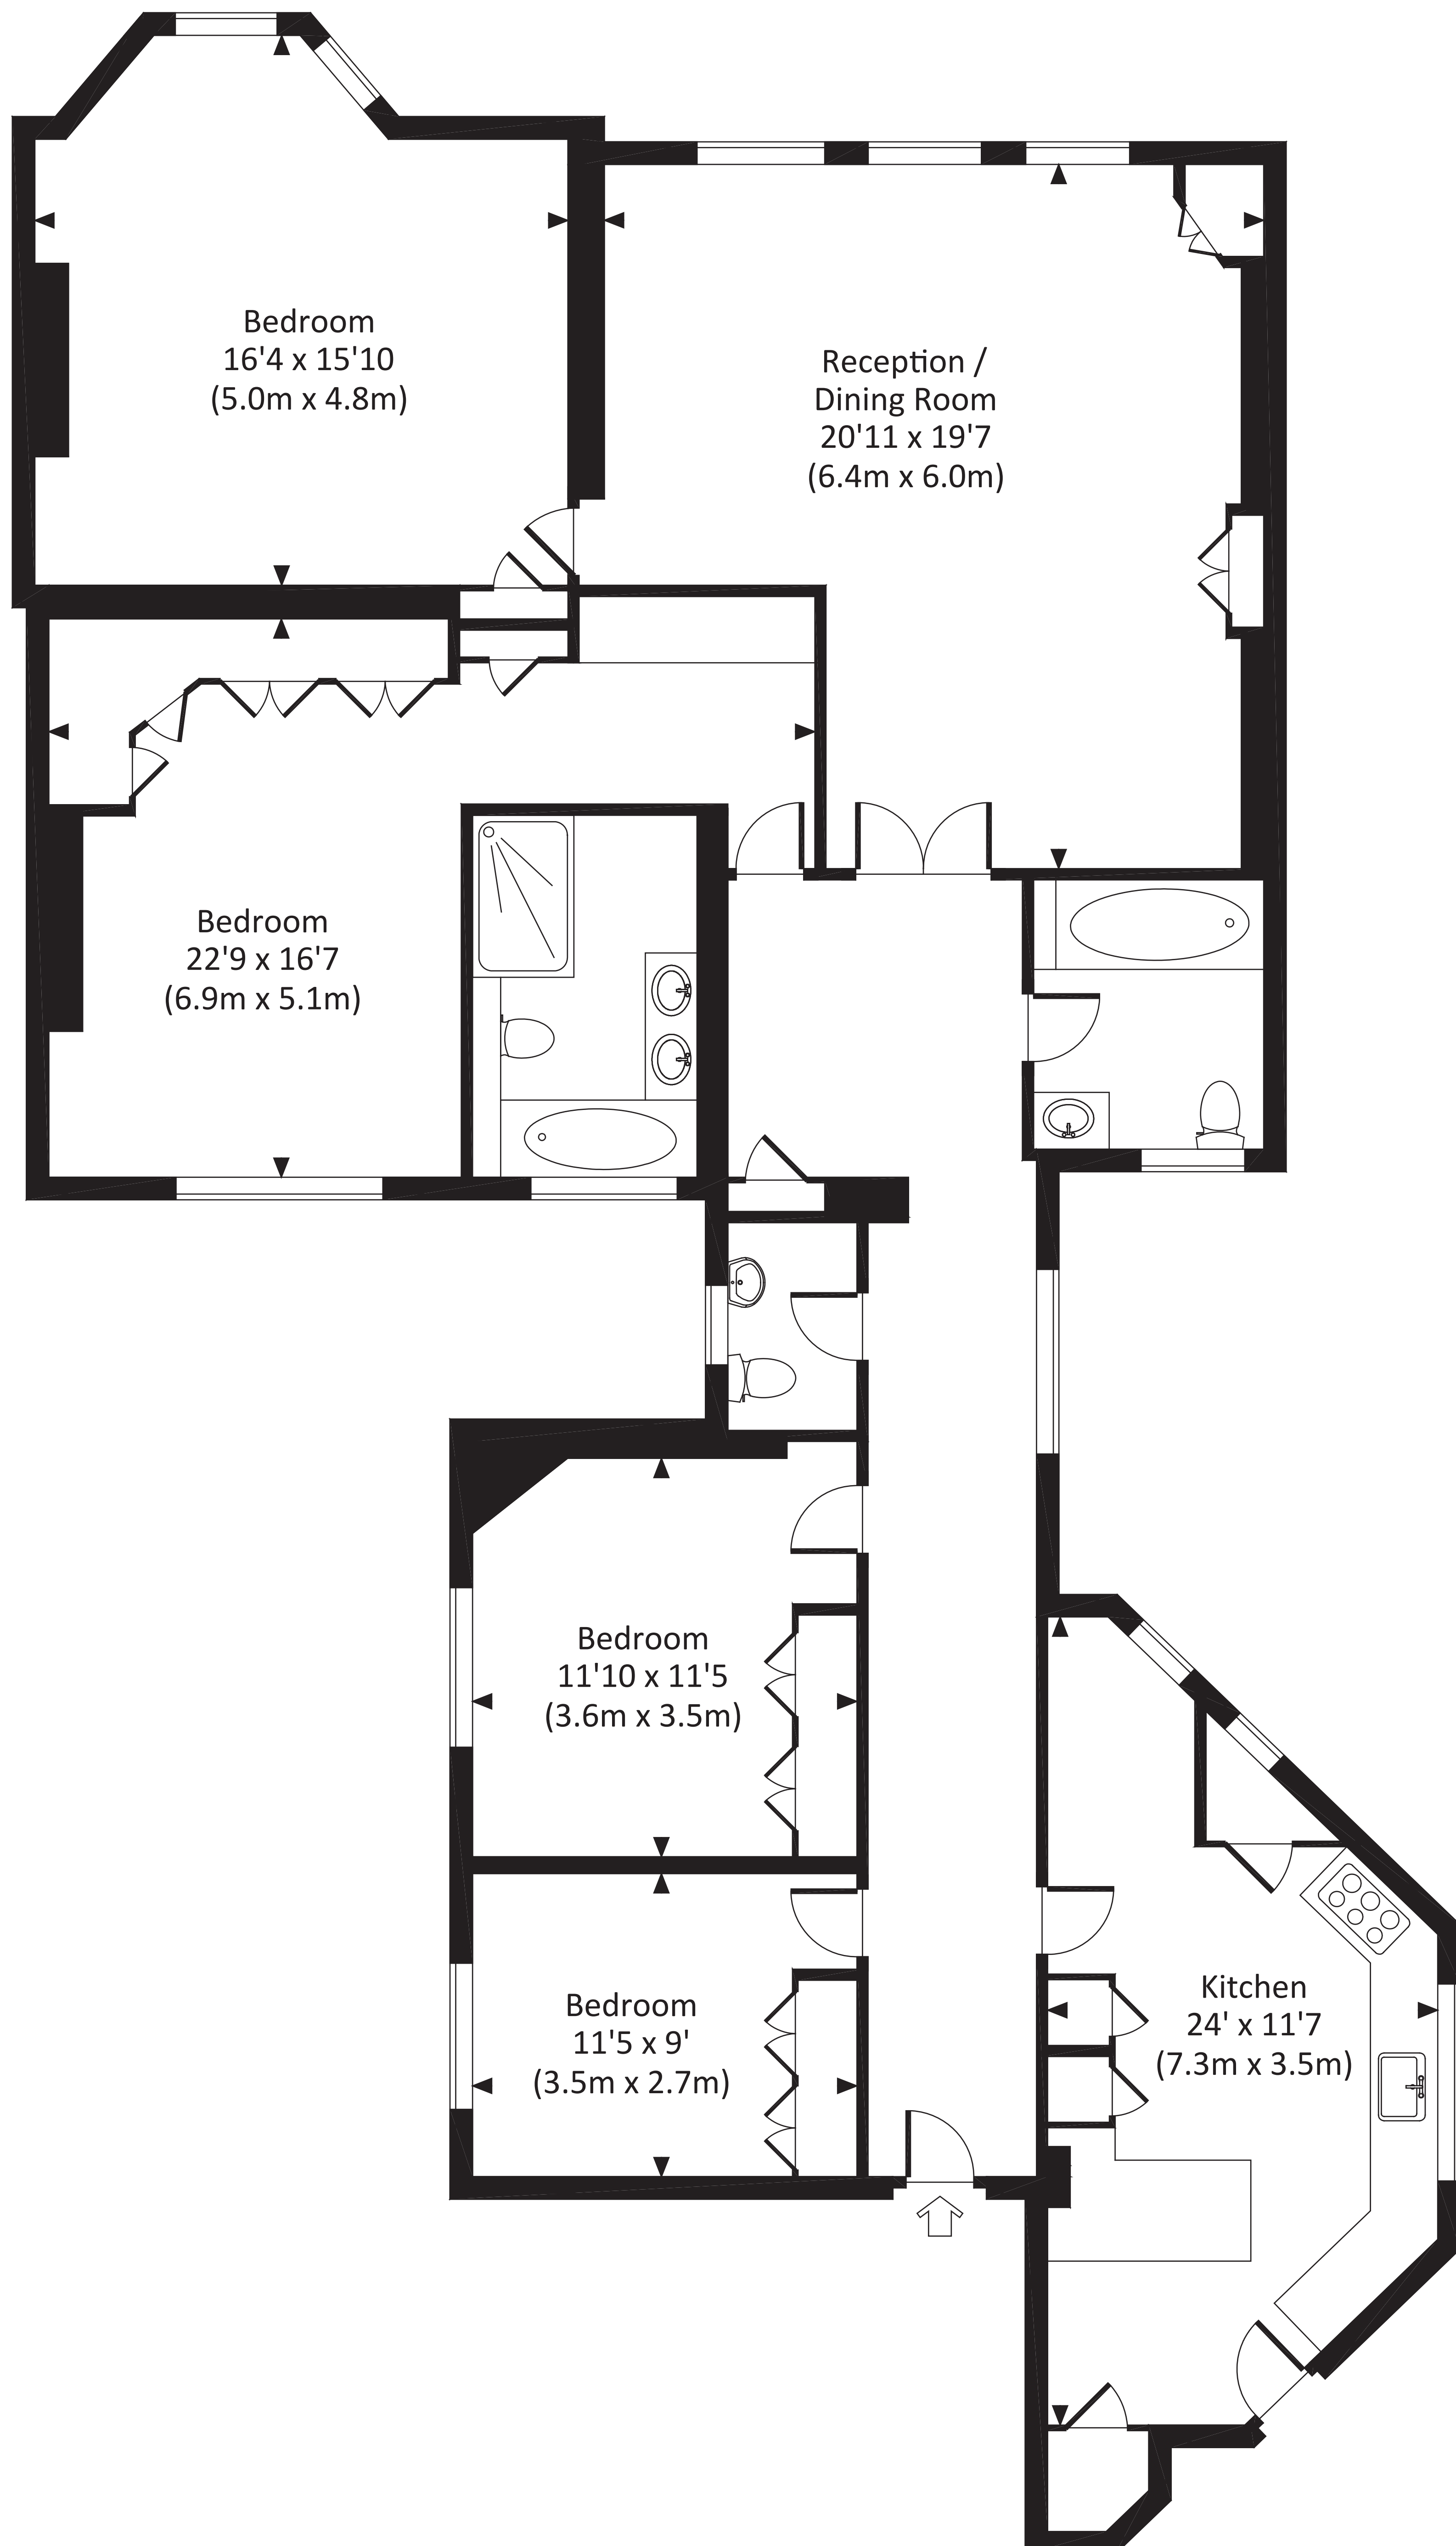 Bedroom
16'4 x 15'10
(5.0m x 4.8m)
Reception /
Dining Room
20'11 x 19'7
(6.4m x 6.0m)
Bedroom
22'9 x 16'7
(6.9m x 5.1m)
Bedroom
11'10 x 11'5
(3.6m x 3.5m)
Bedroom
11'5 x 9'
(3.5m x 2.7m)
Kitchen
24' x 11'7
(7.3m x 3.5m)